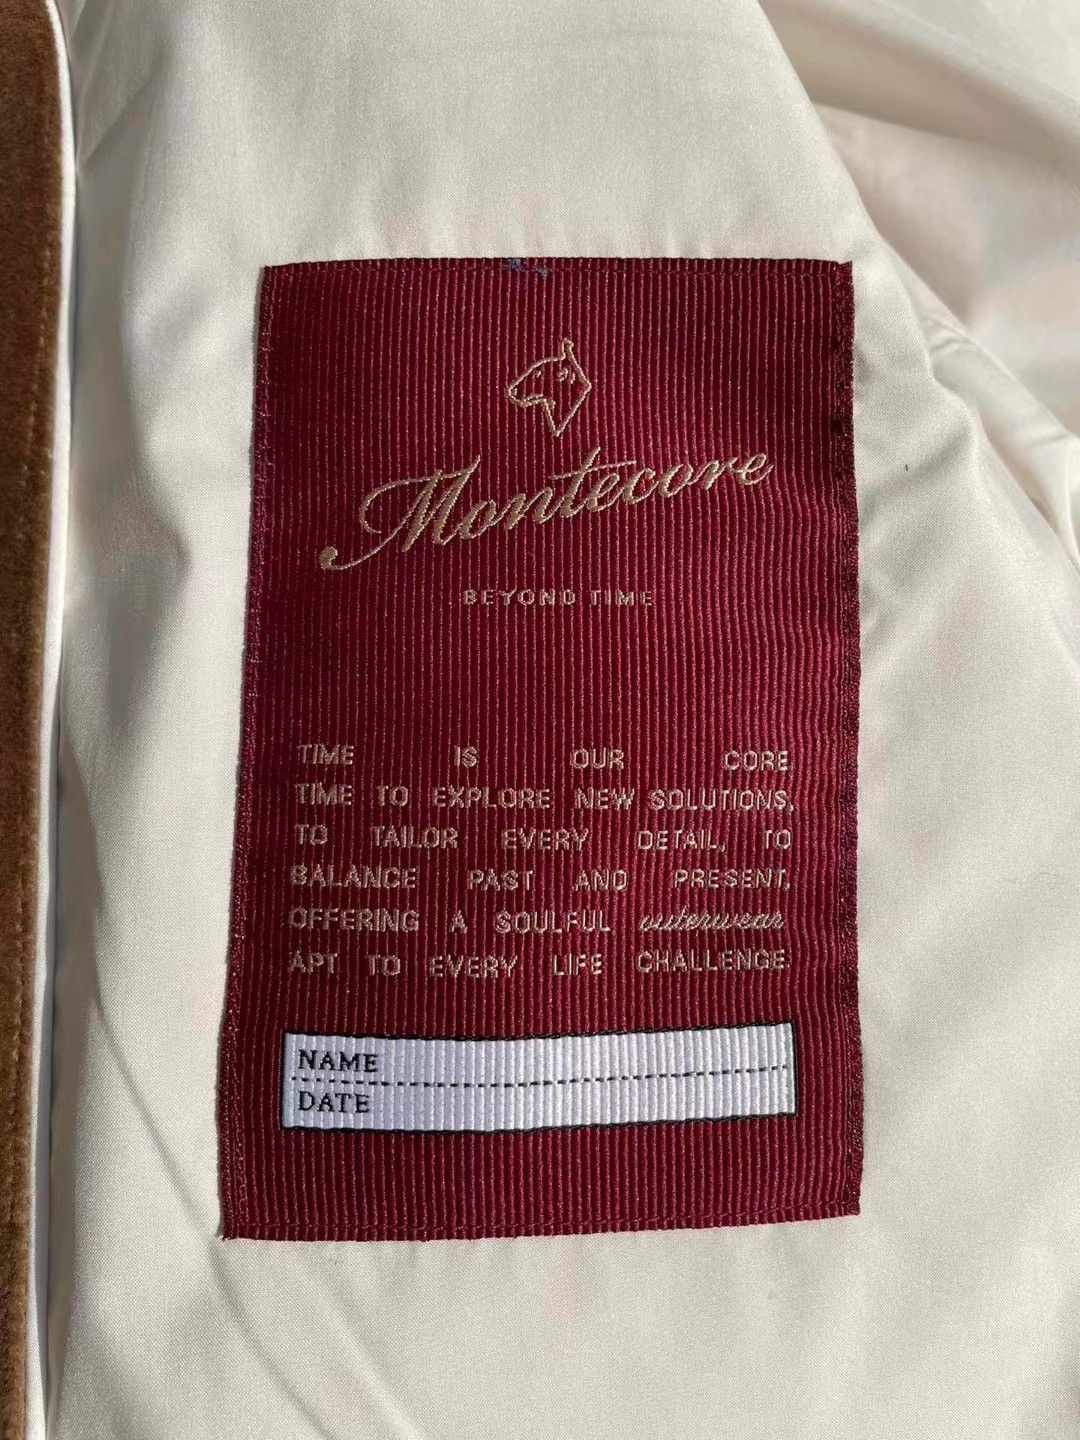 Montecore
BEYOND TIME
TIME IS OUR CORE
TIME TO EXPLORE NEW SOLUTIONS,
TO TAILOR EVERY DETAIL, TO
BALANCE PAST AND PRESENT,
OFFERING A SOULFUL outerwear
APT TO EVERY LIFE CHALLENGE.
NAME
DATE